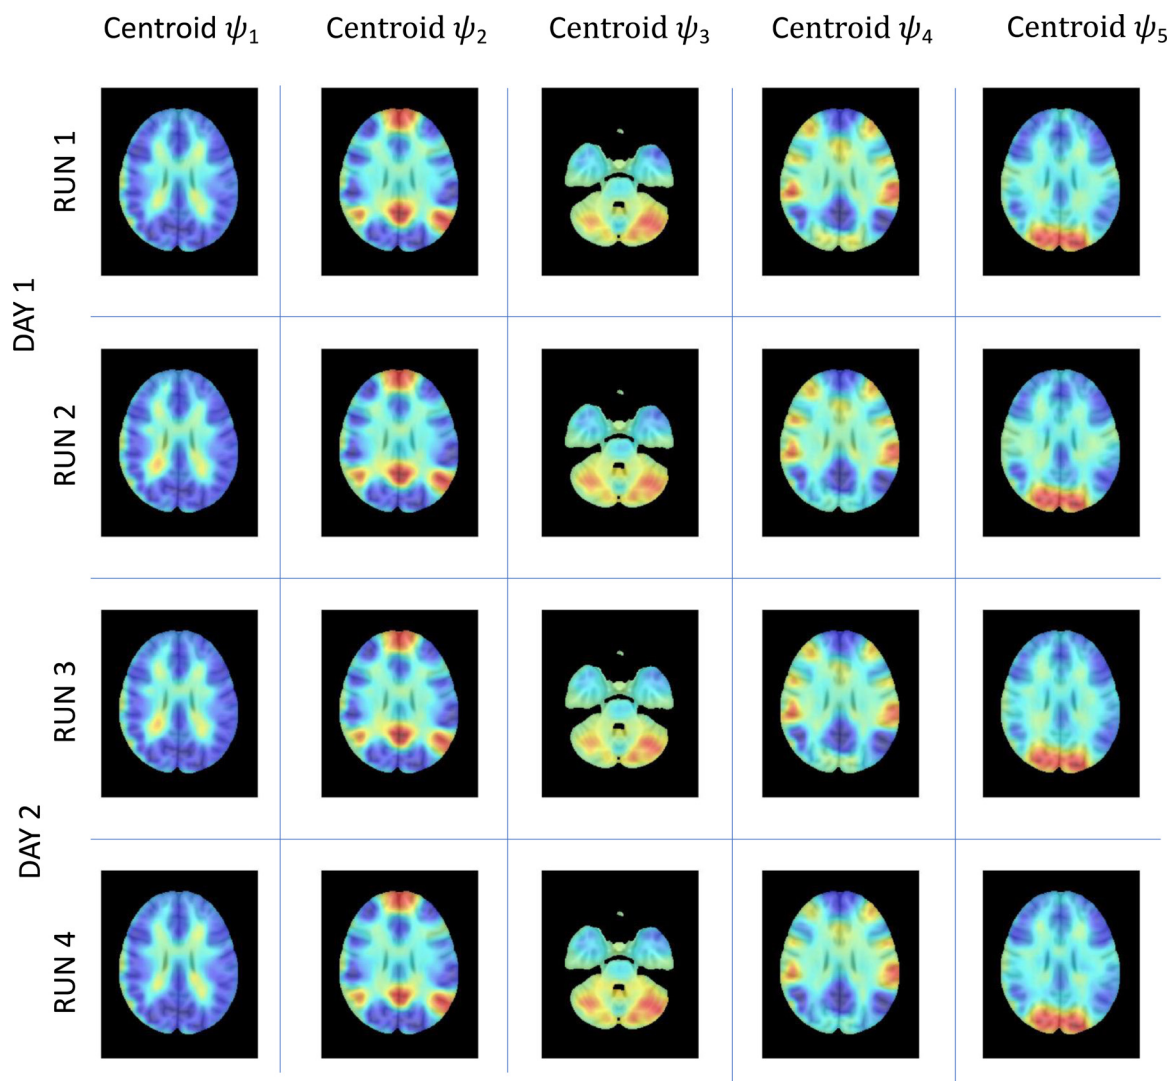 Centroid ψ₁ Centroid ψ₂ Centroid ψ₃ Centroid ψ₄ Centroid ψ₅
DAY 1
RUN 1
RUN 2
DAY 2
RUN 3
RUN 4